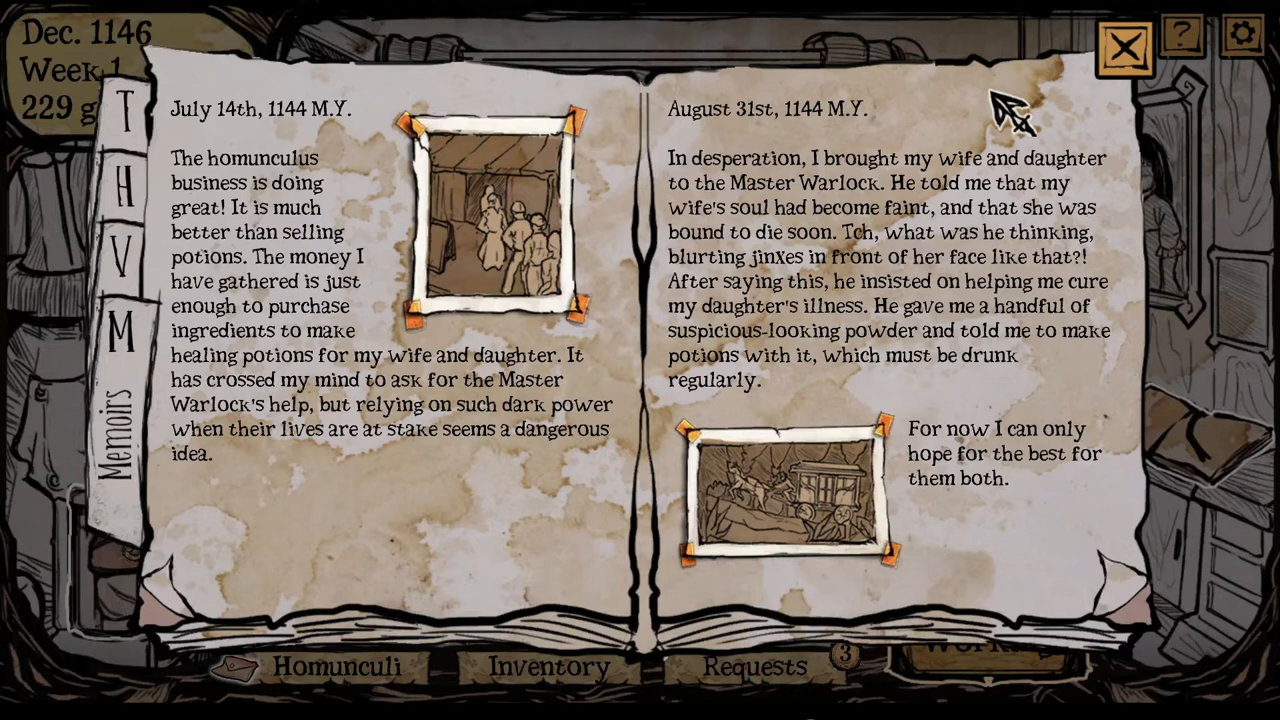 Dec. 1146
Week 1
229 g
?
T
H
V
M
Memoirs
July 14th, 1144 M.Y.
The homunculus
business is doing
great! It is much
better than selling
potions. The money I
have gathered is just
enough to purchase
ingredients to make
healing potions for my wife and daughter. It
has crossed my mind to ask for the Master
Warlock's help, but relying on such dark power
when their lives are at stake seems a dangerous
idea.
August 31st, 1144 M.Y.
In desperation, I brought my wife and daughter
to the Master Warlock. He told me that my
wife's soul had become faint, and that she was
bound to die soon. Tch, what was he thinking,
blurting jinxes in front of her face like that?!
After saying this, he insisted on helping me cure
my daughter's illness. He gave me a handful of
suspicious-looking powder and told me to make
potions with it, which must be drunk
regularly.
For now I can only
hope for the best for
them both.
Homunculi
Inventory
Requests
3